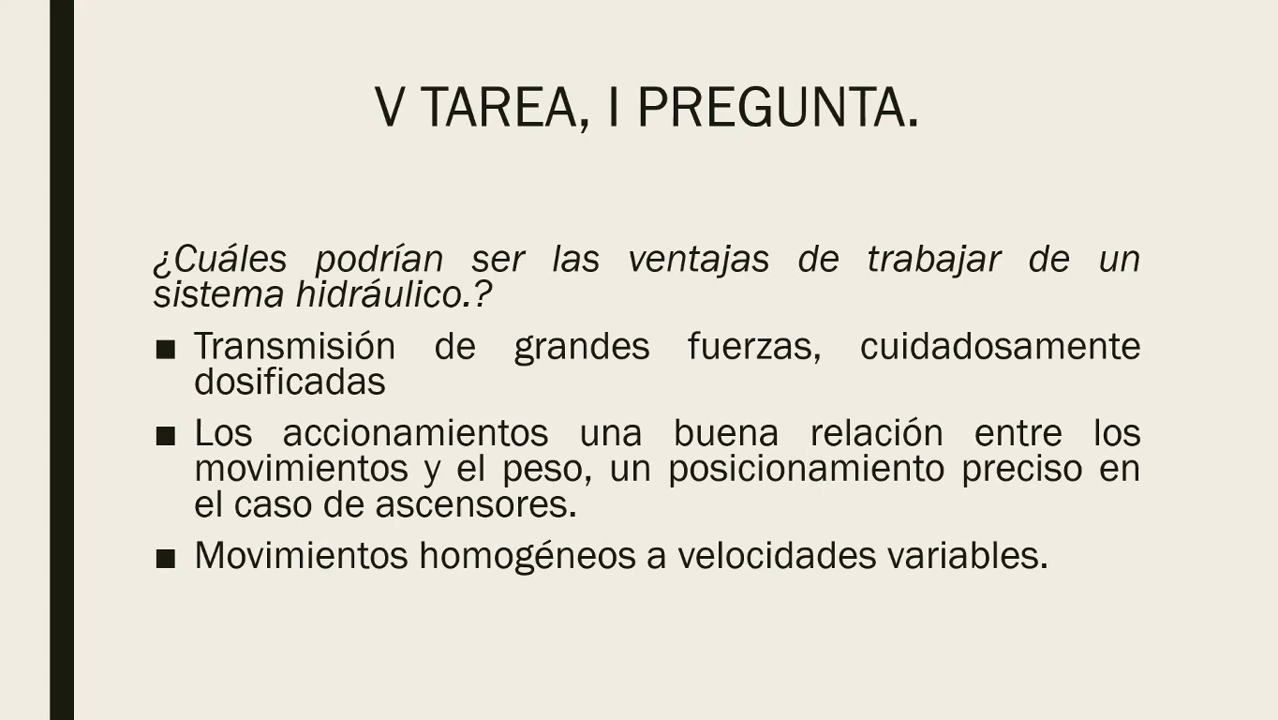 V TAREA, I PREGUNTA.
¿Cuáles podrían ser las ventajas de trabajar de un
sistema hidráulico.?
■ Transmisión de grandes fuerzas, cuidadosamente
dosificadas
■ Los accionamientos una buena relación entre los
movimientos y el peso, un posicionamiento preciso en
el caso de ascensores.
■ Movimientos homogéneos a velocidades variables.